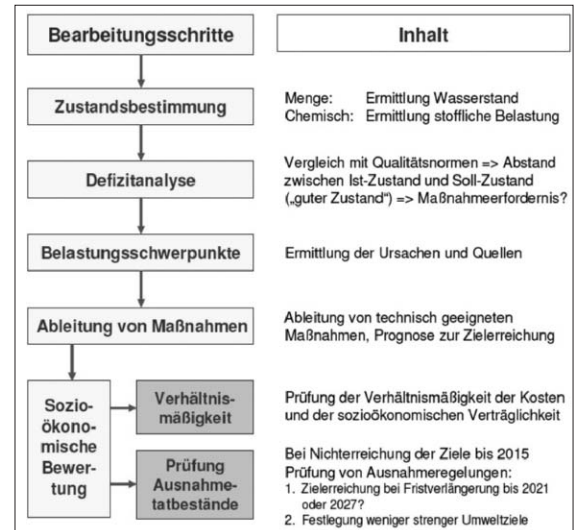 Bearbeitungsschritte
Inhalt
Zustandsbestimmung
Menge: Ermittlung Wasserstand
Chemisch: Ermittlung stoffliche Belastung
Defizitanalyse
Vergleich mit Qualitätsnormen => Abstand
zwischen Ist-Zustand und Soll-Zustand
(„guter Zustand“) => Maßnahmeerfordernis?
Belastungsschwerpunkte
Ermittlung der Ursachen und Quellen
Ableitung von Maßnahmen
Ableitung von technisch geeigneten
Maßnahmen, Prognose zur Zielerreichung
Sozio-
ökono-
mische
Bewer-
tung
Verhältnis-
mäßigkeit
Prüfung der Verhältnismäßigkeit der Kosten
und der sozioökonomischen Verträglichkeit
Prüfung
Ausnahme-
tatbestände
Bei Nichterreichung der Ziele bis 2015
Prüfung von Ausnahmeregelungen:
1. Zielerreichung bei Fristverlängerung bis 2021
oder 2027?
2. Festlegung weniger strenger Umweltziele